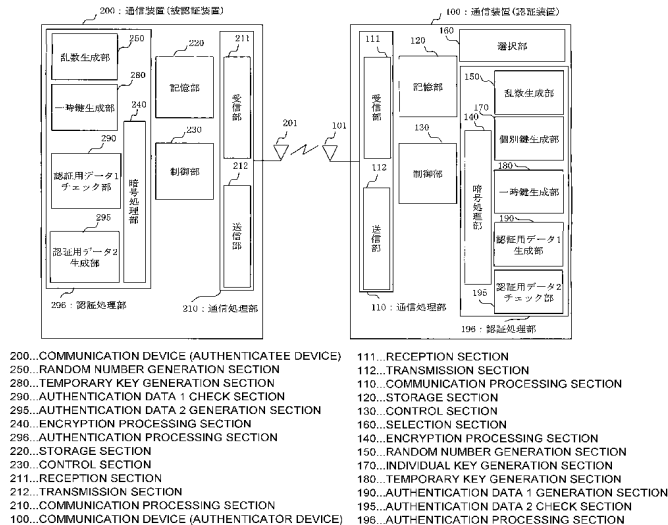 200：通信装置(被認証装置)
250
乱数生成部
280
一時鍵生成部
240
290
認証用データ1
チェック部
295
認証用データ2
生成部
暗号処理部
296：認証処理部
220
記憶部
230
制御部
211
受信部
212
送信部
210：通信処理部
201
101
100：通信装置(認証装置)
111
受信部
112
送信部
110：通信処理部
120
記憶部
130
制御部
160
選択部
150
乱数生成部
170
140
個別鍵生成部
180
一時鍵生成部
暗号処理部
190
認証用データ1
生成部
195
認証用データ2
チェック部
196：認証処理部
200...COMMUNICATION DEVICE (AUTHENTICATEE DEVICE)
250...RANDOM NUMBER GENERATION SECTION
280...TEMPORARY KEY GENERATION SECTION
290...AUTHENTICATION DATA 1 CHECK SECTION
295...AUTHENTICATION DATA 2 GENERATION SECTION
240...ENCRYPTION PROCESSING SECTION
296...AUTHENTICATION PROCESSING SECTION
220...STORAGE SECTION
230...CONTROL SECTION
211...RECEPTION SECTION
212...TRANSMISSION SECTION
210...COMMUNICATION PROCESSING SECTION
100...COMMUNICATION DEVICE (AUTHENTICATOR DEVICE)
111...RECEPTION SECTION
112...TRANSMISSION SECTION
110...COMMUNICATION PROCESSING SECTION
120...STORAGE SECTION
130...CONTROL SECTION
160...SELECTION SECTION
140...ENCRYPTION PROCESSING SECTION
150...RANDOM NUMBER GENERATION SECTION
170...INDIVIDUAL KEY GENERATION SECTION
180...TEMPORARY KEY GENERATION SECTION
190...AUTHENTICATION DATA 1 GENERATION SECTION
195...AUTHENTICATION DATA 2 CHECK SECTION
196...AUTHENTICATION PROCESSING SECTION